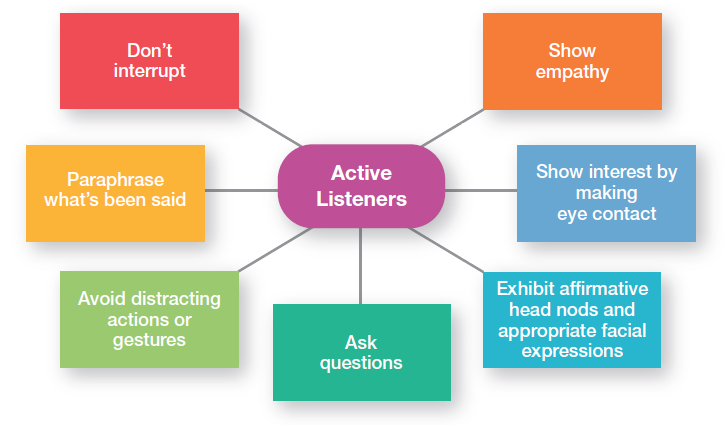 Don’t
interrupt
Show
empathy
Active
Listeners
Paraphrase
what’s been said
Show interest by
making
eye contact
Avoid distracting
actions or
gestures
Ask
questions
Exhibit affirmative
head nods and
appropriate facial
expressions